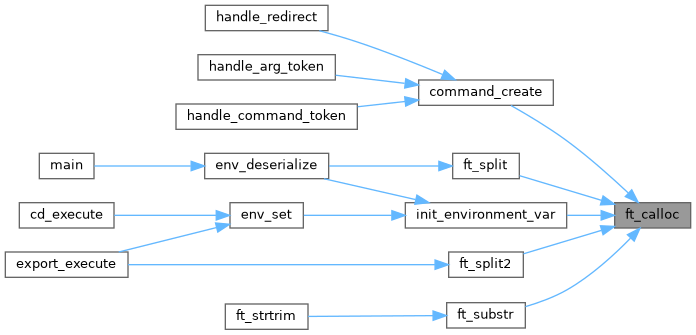 handle_redirect
handle_arg_token
command_create
handle_command_token
main
env_deserialize
ft_split
cd_execute
env_set
init_environment_var
ft_calloc
export_execute
ft_split2
ft_strtrim
ft_substr